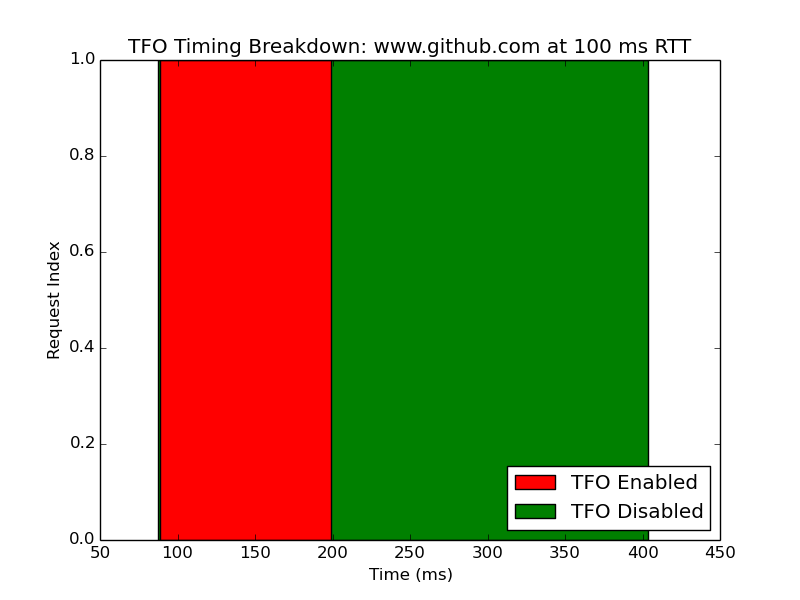 TFO Timing Breakdown: www.github.com at 100 ms RTT
1.0
0.8
0.6
0.4
0.2
0.0
Request Index
TFO Enabled
TFO Disabled
50 100 150 200 250 300 350 400 450
Time (ms)